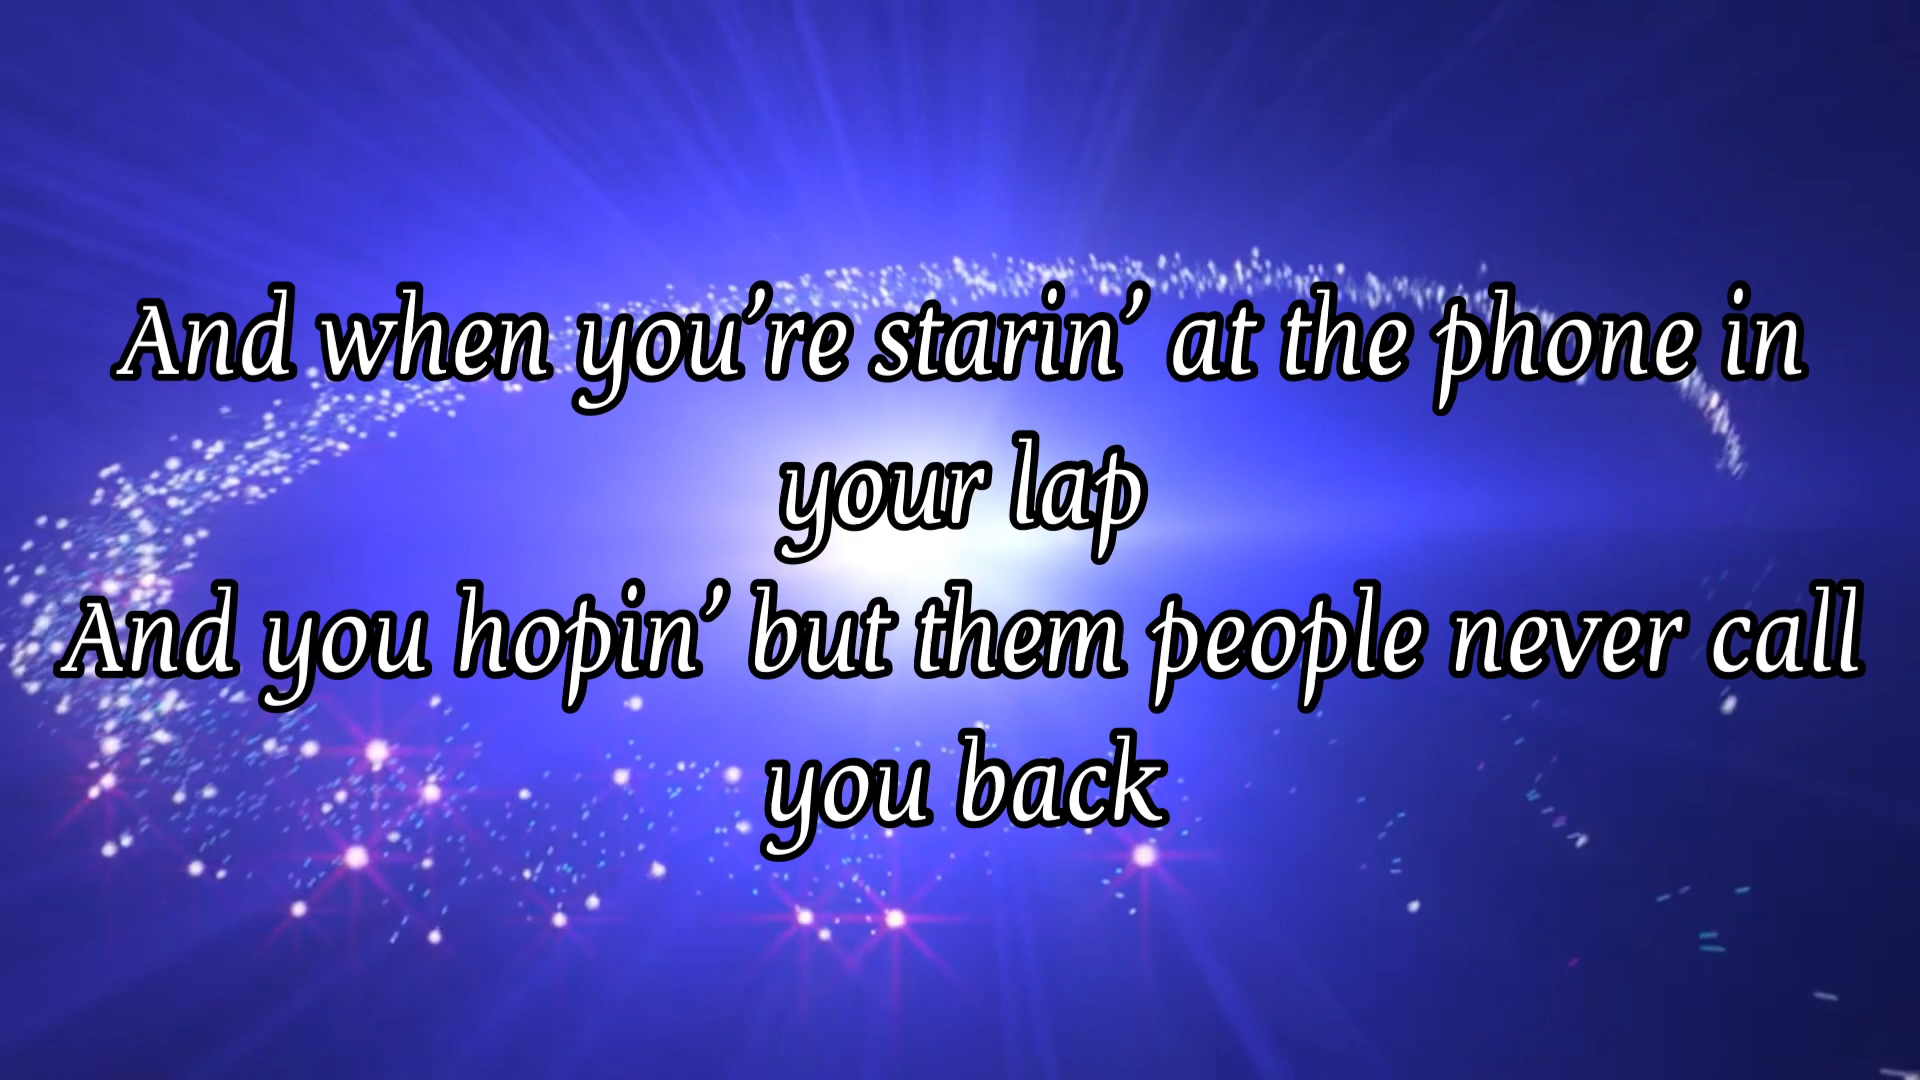 And when you’re starin’ at the phone in
your lap
And you hopin’ but them people never call
you back